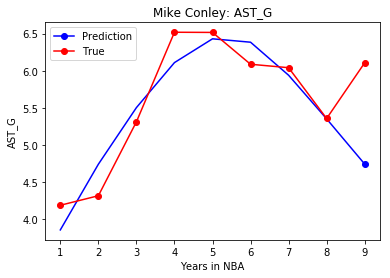 Mike Conley: AST_G
Prediction
True
6.5
6.0
5.5
5.0
4.5
4.0
AST_G
1 2 3 4 5 6 7 8 9
Years in NBA